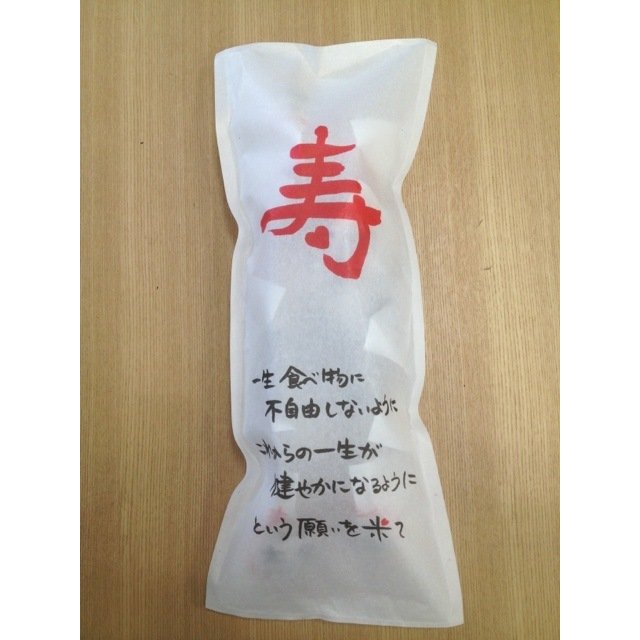 寿
一生食べ物に
不自由しないように
これからの一生が
健やかになるように
という願いを米て